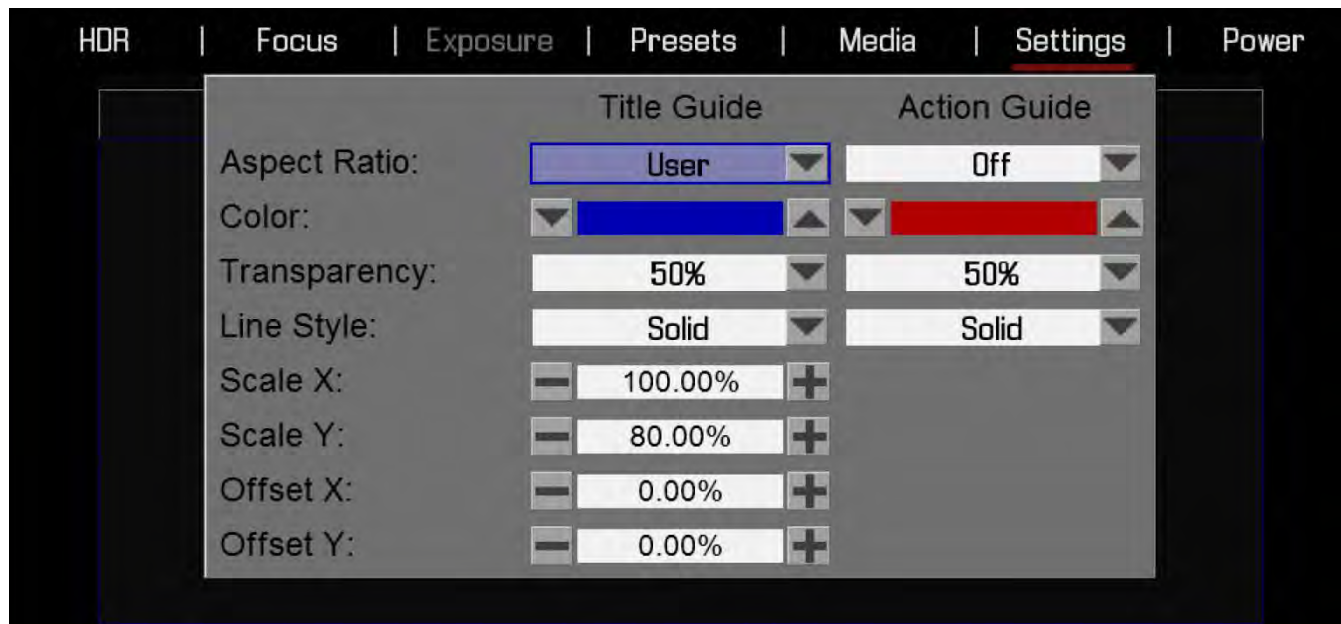 HDR | Focus | Exposure | Presets | Media | Settings | Power
Title Guide Action Guide
Aspect Ratio: User Off
Color:
Transparency: 50% 50%
Line Style: Solid Solid
Scale X: 100.00%
Scale Y: 80.00%
Offset X: 0.00%
Offset Y: 0.00%